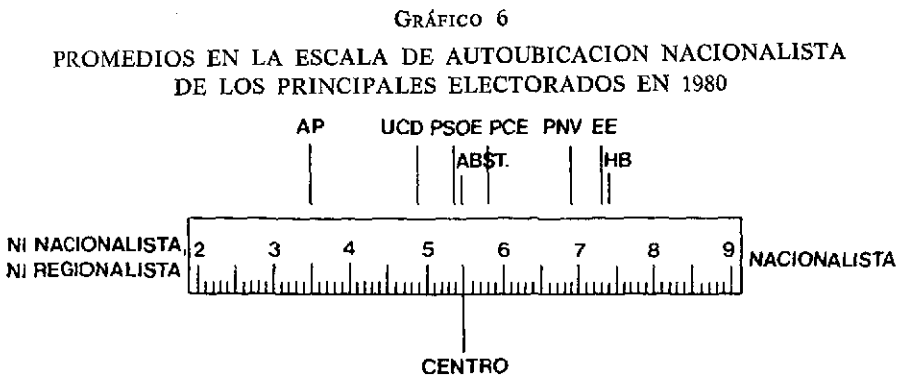 GRÁFICO 6
PROMEDIOS EN LA ESCALA DE AUTOUBICACION NACIONALISTA
DE LOS PRINCIPALES ELECTORADOS EN 1980
AP UCD PSOE PCE PNV EE
ABST. HB
NI NACIONALISTA,
NI REGIONALISTA
2 3 4 5 6 7 8 9
NACIONALISTA
CENTRO